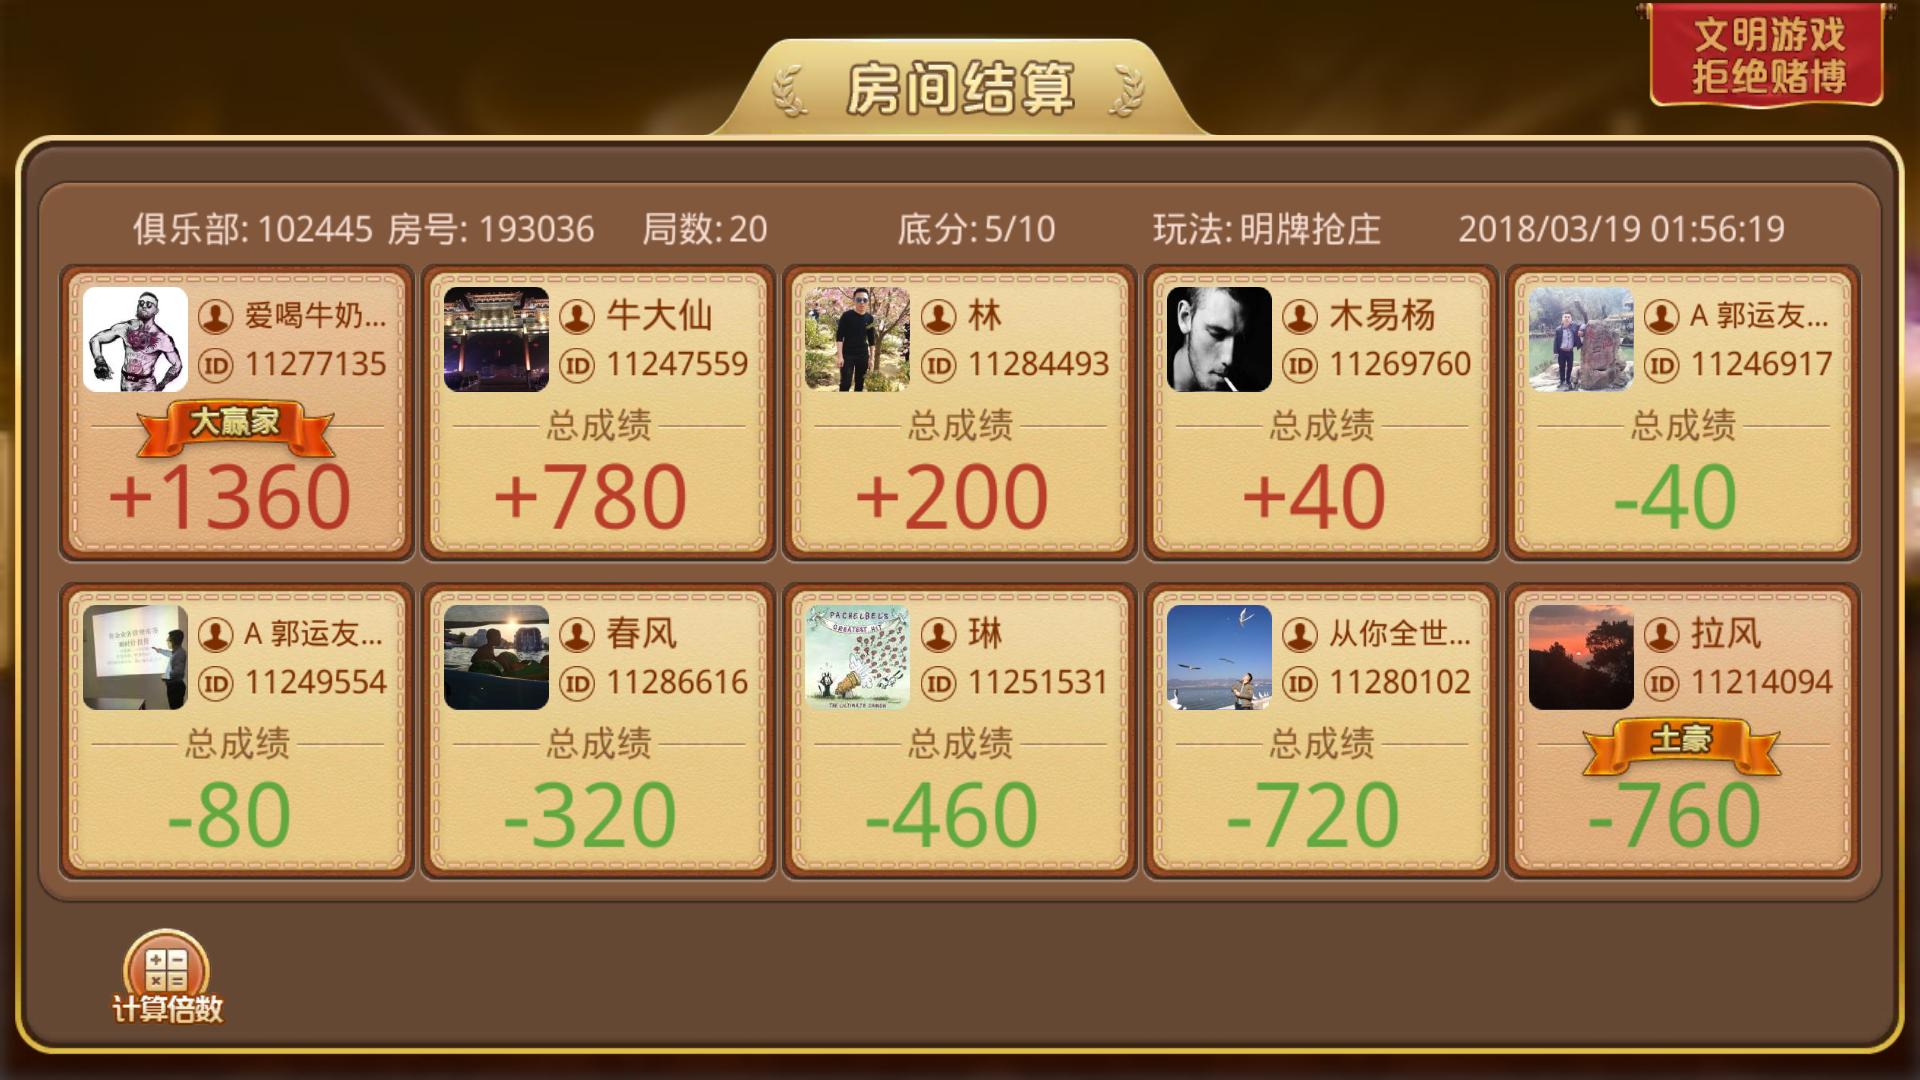 房间结算
文明游戏
拒绝赌博
俱乐部: 102445 房号: 193036 局数: 20 底分: 5/10 玩法: 明牌抢庄 2018/03/19 01:56:19
爱喝牛奶...
ID 11277135
大赢家
+1360
牛大仙
ID 11247559
总成绩
+780
林
ID 11284493
总成绩
+200
木易杨
ID 11269760
总成绩
+40
A 郭运友...
ID 11246917
总成绩
-40
A 郭运友...
ID 11249554
总成绩
-80
春风
ID 11286616
总成绩
-320
PACHELBEL'S
GREATEST HIT
THE ULTIMATE CANON
琳
ID 11251531
总成绩
-460
从你全世...
ID 11280102
总成绩
-720
拉风
ID 11214094
土豪
-760
计算倍数